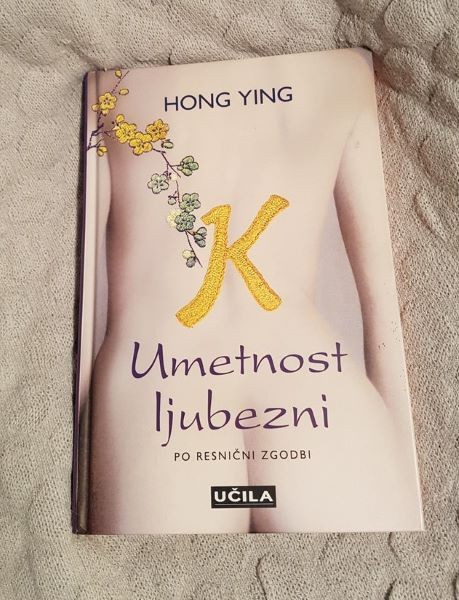 HONG YING
K
Umetnost
ljubezni
PO RESNIČNI ZGODBI
UČILA